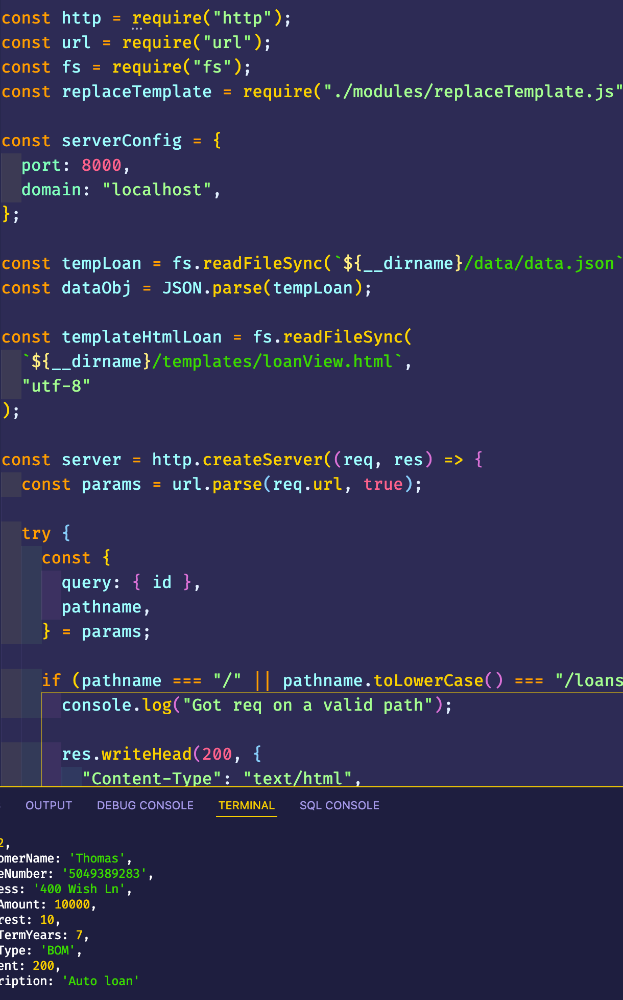 const http = require("http");
const url = require("url");
const fs = require("fs");
const replaceTemplate = require("./modules/replaceTemplate.js"
const serverConfig = {
  port: 8000,
  domain: "localhost",
};
const tempLoan = fs.readFileSync(`${__dirname}/data/data.json`
const dataObj = JSON.parse(tempLoan);
const templateHtmlLoan = fs.readFileSync(
  `${__dirname}/templates/loanView.html`,
  "utf-8"
);
const server = http.createServer((req, res) => {
  const params = url.parse(req.url, true);
  try {
    const {
      query: { id },
      pathname,
    } = params;
    if (pathname === "/" || pathname.toLowerCase() === "/loans
      console.log("Got req on a valid path");
      res.writeHead(200, {
        "Content-Type": "text/html",
OUTPUT DEBUG CONSOLE TERMINAL SQL CONSOLE
2,
omerName: 'Thomas',
eNumber: '5049389283',
ess: '400 Wish Ln',
Amount: 10000,
rest: 10,
TermYears: 7,
Type: 'BOM',
ent: 200,
ription: 'Auto loan'